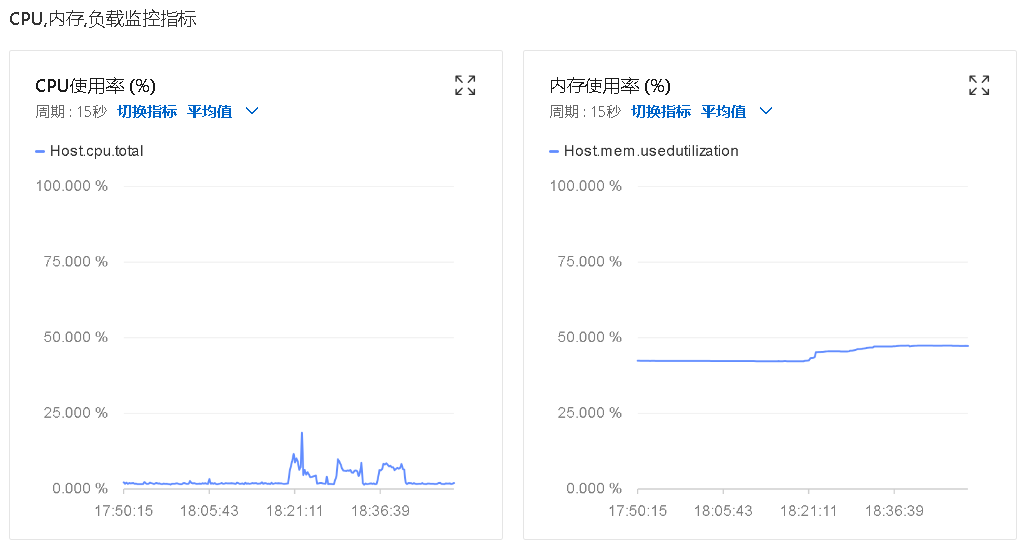 CPU,内存,负载监控指标
CPU使用率 (%)
周期 : 15秒 切换指标 平均值
Host.cpu.total
100.000 %
75.000 %
50.000 %
25.000 %
0.000 %
17:50:15 18:05:43 18:21:11 18:36:39
内存使用率 (%)
周期 : 15秒 切换指标 平均值
Host.mem.usedutilization
100.000 %
75.000 %
50.000 %
25.000 %
0.000 %
17:50:15 18:05:43 18:21:11 18:36:39